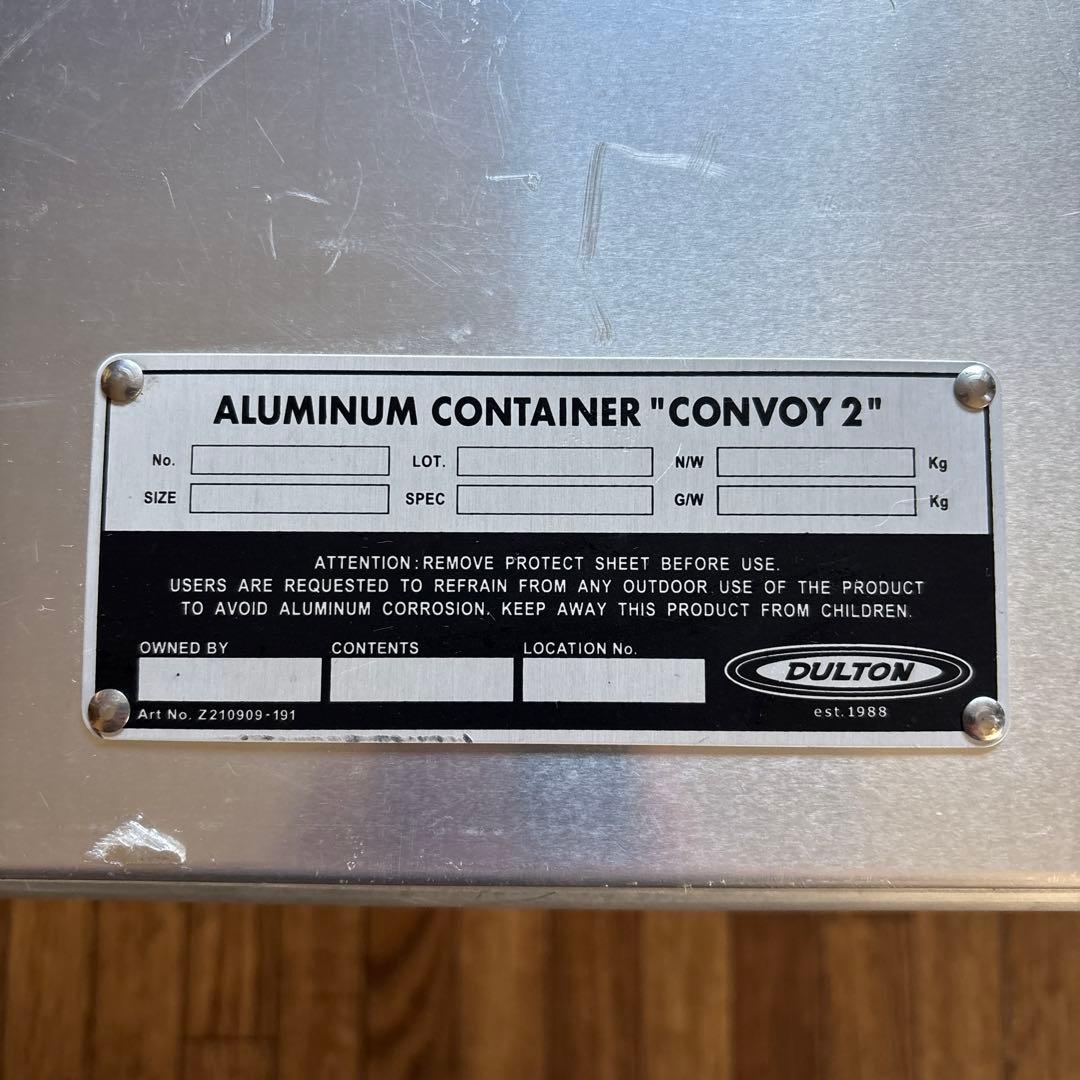 ALUMINUM CONTAINER "CONVOY 2"
No. LOT. N/W Kg
SIZE SPEC G/W Kg
ATTENTION:REMOVE PROTECT SHEET BEFORE USE.
USERS ARE REQUESTED TO REFRAIN FROM ANY OUTDOOR USE OF THE PRODUCT
TO AVOID ALUMINUM CORROSION. KEEP AWAY THIS PRODUCT FROM CHILDREN.
OWNED BY CONTENTS LOCATION No.
DULTON
Art No. Z210909-191 est.1988